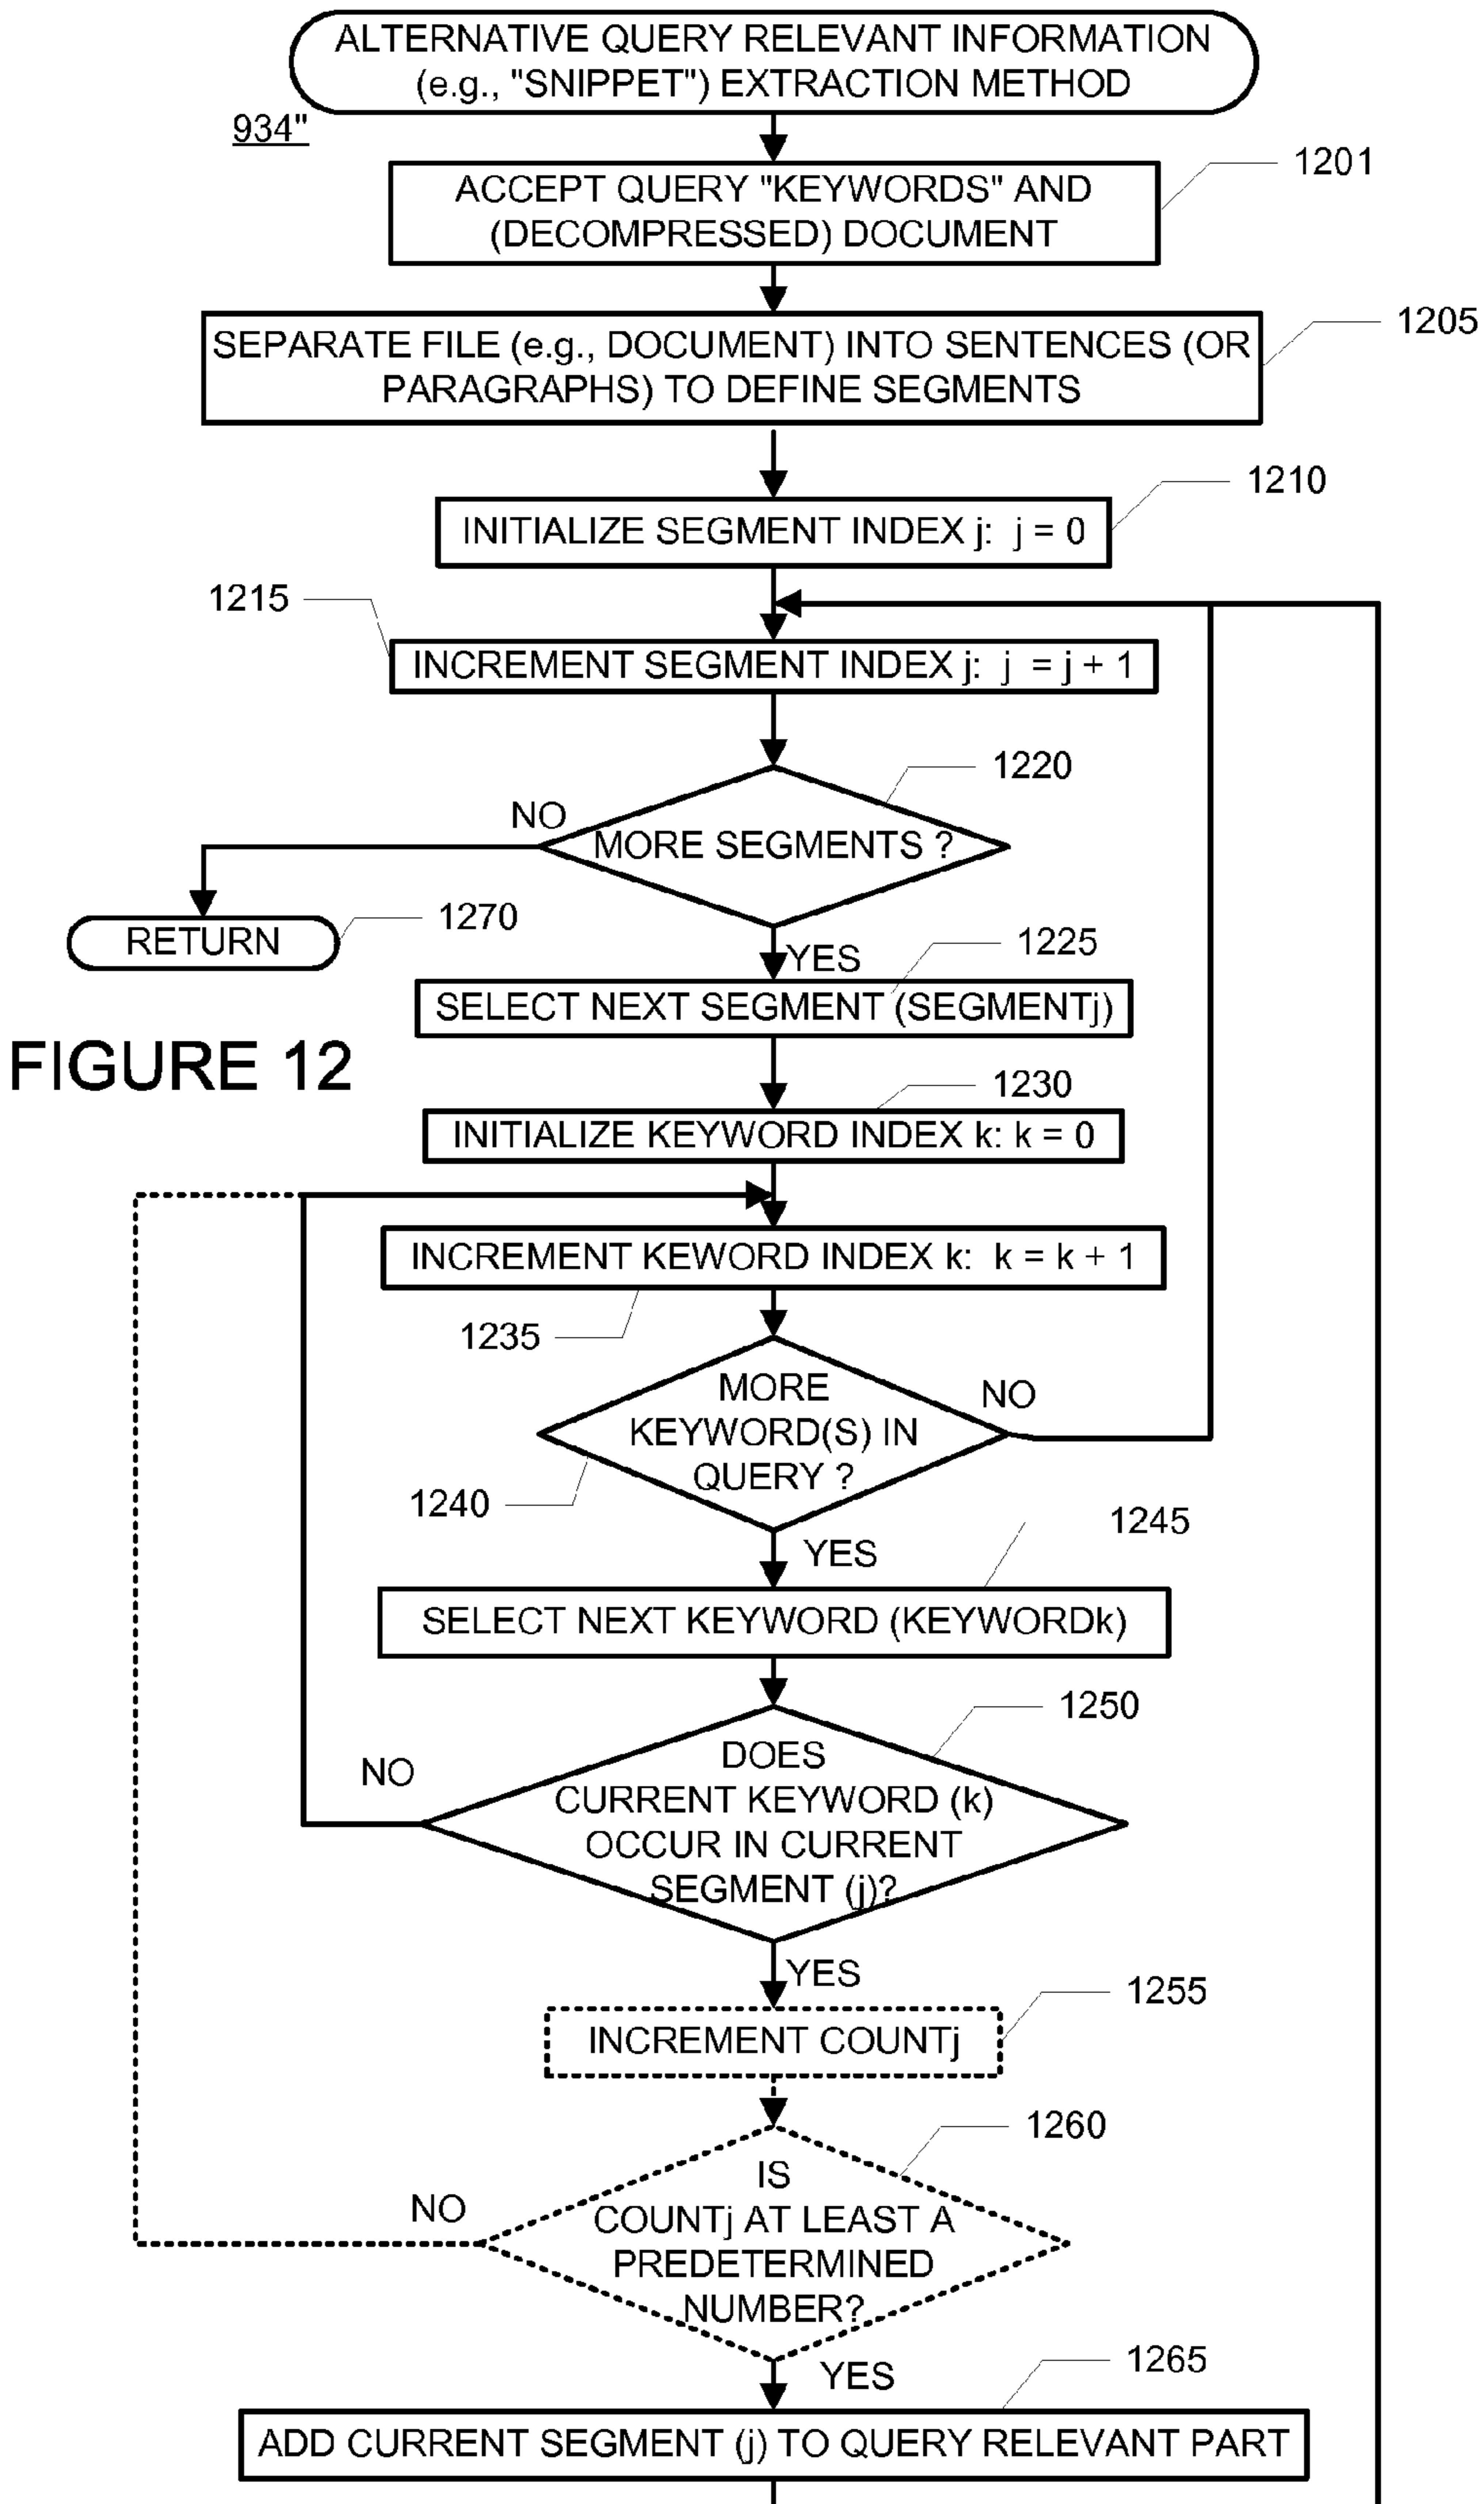 ALTERNATIVE QUERY RELEVANT INFORMATION
(e.g., "SNIPPET") EXTRACTION METHOD
934"
1201
ACCEPT QUERY "KEYWORDS" AND
(DECOMPRESSED) DOCUMENT
1205
SEPARATE FILE (e.g., DOCUMENT) INTO SENTENCES (OR
PARAGRAPHS) TO DEFINE SEGMENTS
1210
INITIALIZE SEGMENT INDEX j: j = 0
1215
INCREMENT SEGMENT INDEX j: j = j + 1
1220
NO
MORE SEGMENTS ?
1270
RETURN
YES
1225
SELECT NEXT SEGMENT (SEGMENTj)
FIGURE 12
1230
INITIALIZE KEYWORD INDEX k: k = 0
INCREMENT KEWORD INDEX k: k = k + 1
1235
MORE
KEYWORD(S) IN
QUERY ?
NO
1240
YES
1245
SELECT NEXT KEYWORD (KEYWORDk)
1250
NO
DOES
CURRENT KEYWORD (k)
OCCUR IN CURRENT
SEGMENT (j)?
YES
1255
INCREMENT COUNTj
1260
NO
IS
COUNTj AT LEAST A
PREDETERMINED
NUMBER?
YES
1265
ADD CURRENT SEGMENT (j) TO QUERY RELEVANT PART